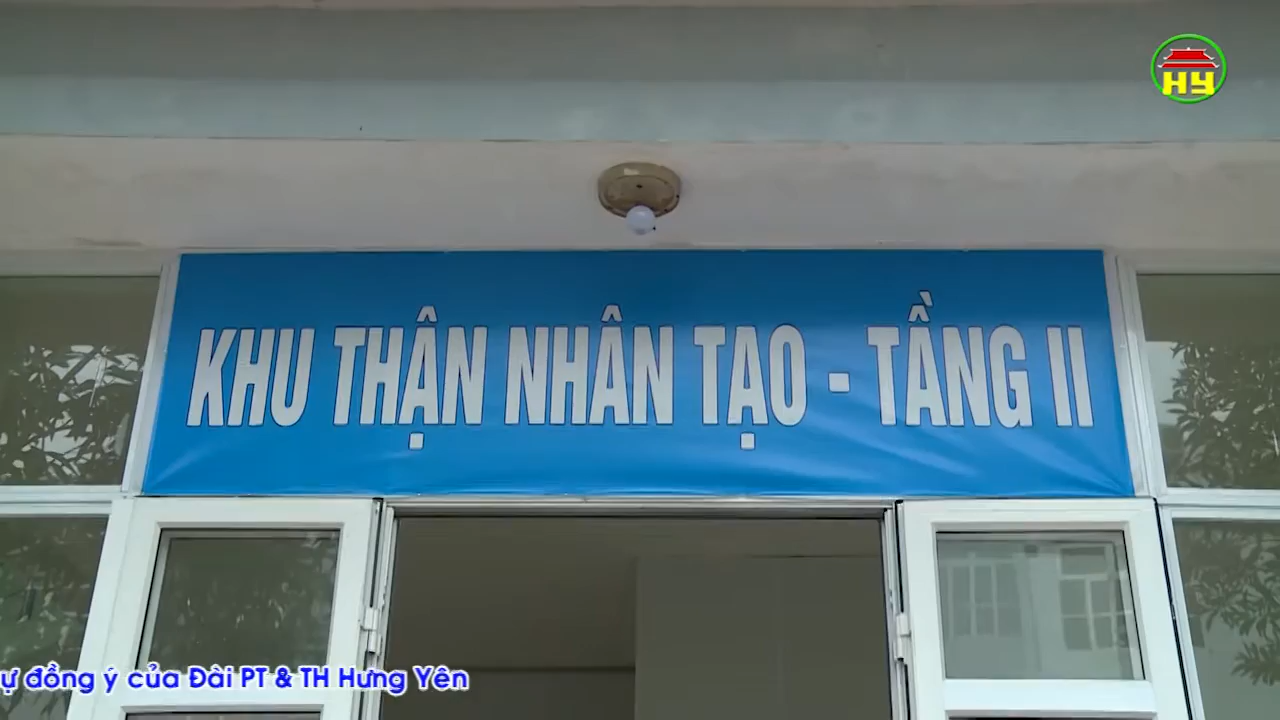 HY
KHU THẬN NHÂN TẠO - TẦNG II
đồng ý của Đài PT & TH Hưng Yên